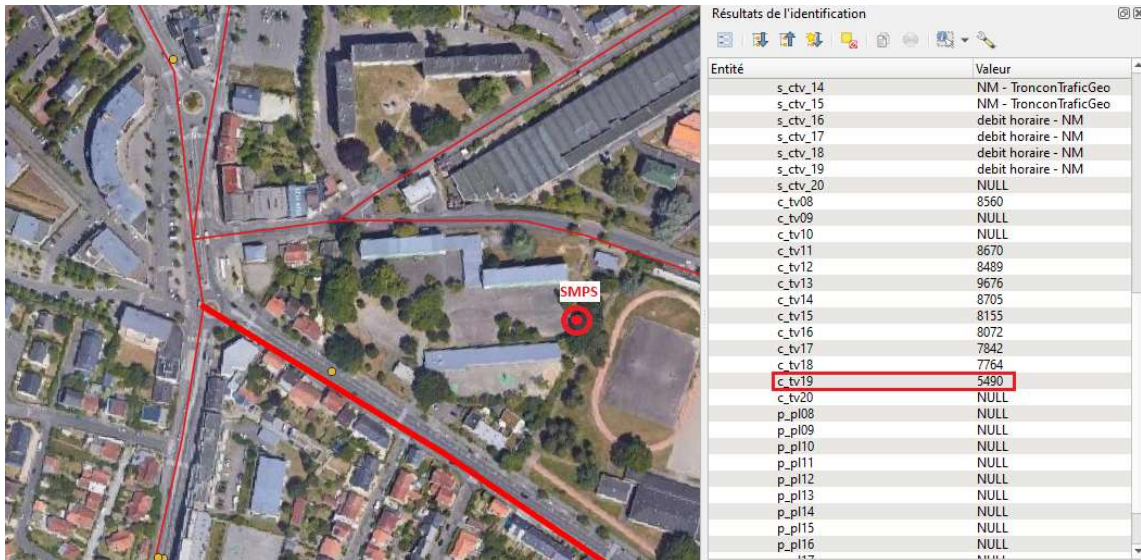 Résultats de l'identification
Entité Valeur
s_ctv_14 NM - TronconTraficGeo
s_ctv_15 NM - TronconTraficGeo
s_ctv_16 debit horaire - NM
s_ctv_17 debit horaire - NM
s_ctv_18 debit horaire - NM
s_ctv_19 debit horaire - NM
s_ctv_20 NULL
c_tv08 8560
c_tv09 NULL
c_tv10 NULL
c_tv11 8670
c_tv12 8489
c_tv13 9676
c_tv14 8705
c_tv15 8155
c_tv16 8072
c_tv17 7842
c_tv18 7764
c_tv19 5490
c_tv20 NULL
p_pl08 NULL
p_pl09 NULL
p_pl10 NULL
p_pl11 NULL
p_pl12 NULL
p_pl13 NULL
p_pl14 NULL
p_pl15 NULL
p_pl16 NULL
SMPS